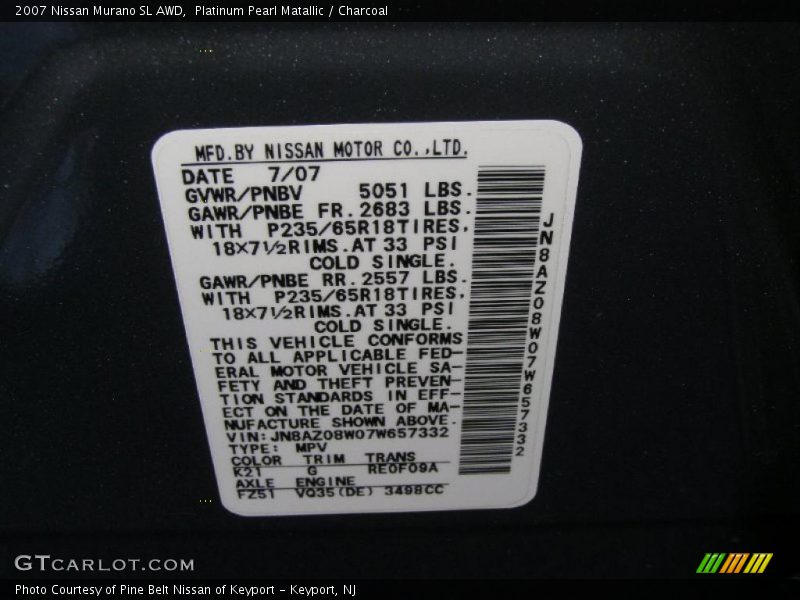 2007 Nissan Murano SL AWD,  Platinum Pearl Matallic / Charcoal
MFD.BY NISSAN MOTOR CO.,LTD.
DATE 7/07
GVWR/PNBV 5051 LBS.
GAWR/PNBE FR.2683 LBS.
WITH P235/65R18TIRES,
18×7½RIMS.AT 33 PSI
COLD SINGLE.
GAWR/PNBE RR.2557 LBS.
WITH P235/65R18TIRES,
18×7½RIMS.AT 33 PSI
COLD SINGLE.
THIS VEHICLE CONFORMS
TO ALL APPLICABLE FED-
ERAL MOTOR VEHICLE SA-
FETY AND THEFT PREVEN-
TION STANDARDS IN EFF-
ECT ON THE DATE OF MA-
NUFACTURE SHOWN ABOVE.
VIN:JN8AZ08W07W657332
TYPE: MPV
COLOR TRIM TRANS
K21 G RE0F09A
AXLE ENGINE
FZ51 VQ35(DE) 3498CC
JN8AZ08W07W657332
GTCARLOT.COM
Photo Courtesy of Pine Belt Nissan of Keyport – Keyport, NJ